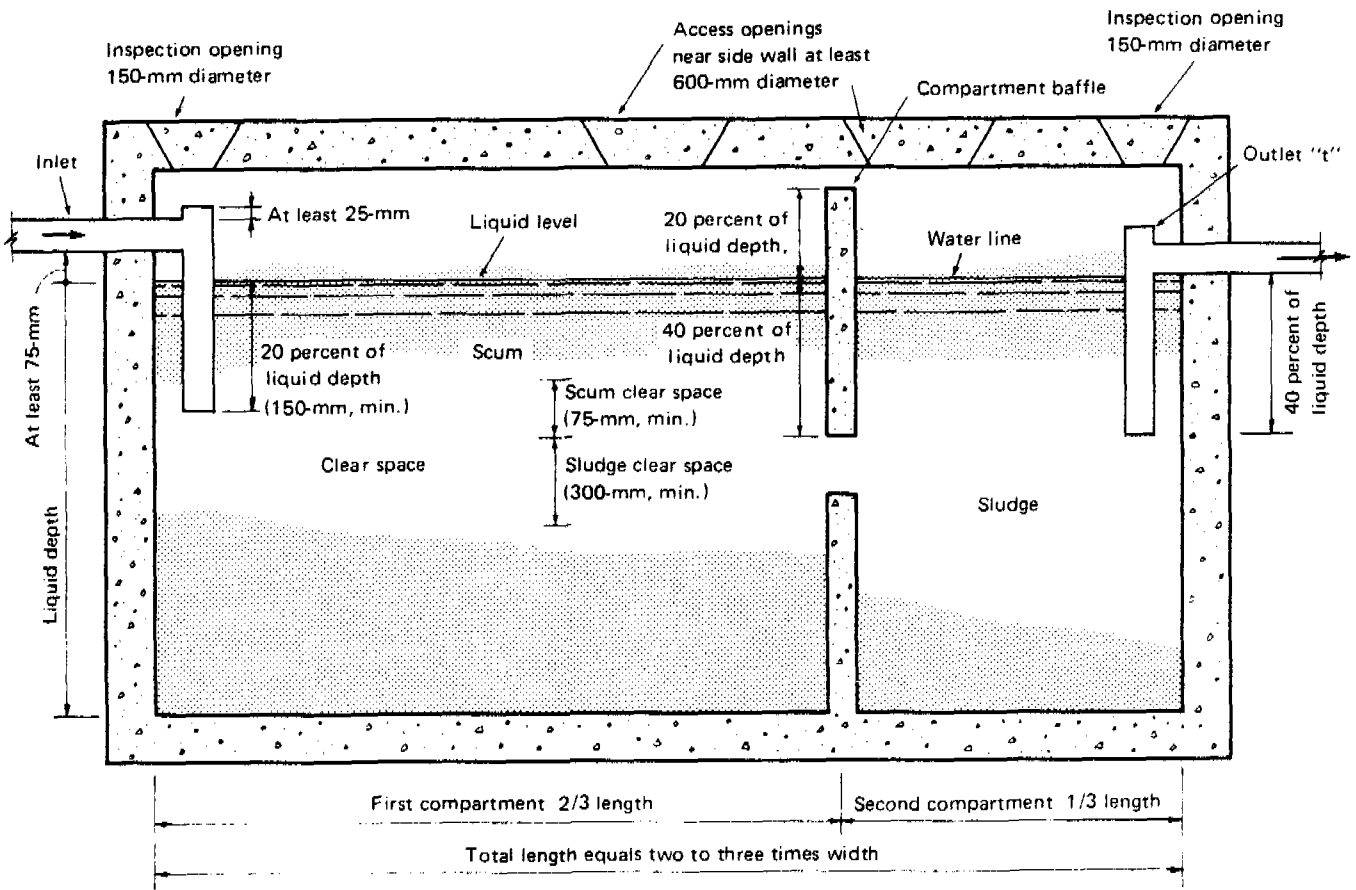 Inspection opening
150-mm diameter
Access openings
near side wall at least
600-mm diameter
Inspection opening
150-mm diameter
Compartment baffle
Inlet
Outlet "t"
At least 25-mm
Liquid level
20 percent of
liquid depth,
Water line
At least 75-mm
20 percent of
liquid depth
(150-mm, min.)
Scum
40 percent of
liquid depth
Scum clear space
(75-mm, min.)
40 percent of
liquid depth
Clear space
Sludge clear space
(300-mm, min.)
Sludge
Liquid depth
First compartment 2/3 length
Second compartment 1/3 length
Total length equals two to three times width